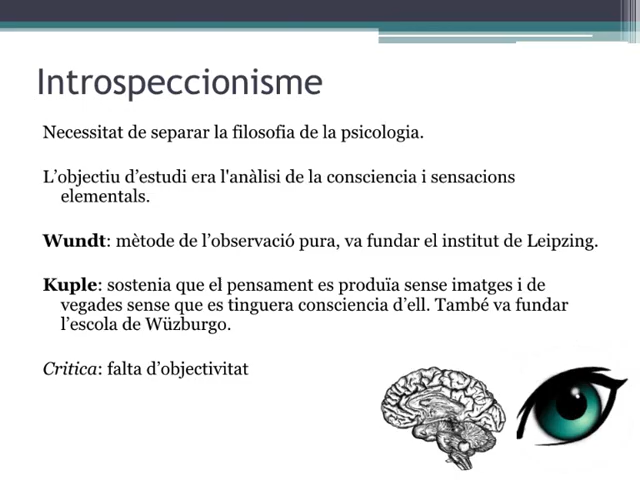 Introspeccionisme
Necessitat de separar la filosofia de la psicologia.
L’objectiu d’estudi era l'anàlisi de la consciencia i sensacions
elementals.
Wundt: mètode de l’observació pura, va fundar el institut de Leipzing.
Kuple: sostenia que el pensament es produïa sense imatges i de
vegades sense que es tinguera consciencia d’ell. També va fundar
l’escola de Wüzburgo.
Critica: falta d’objectivitat